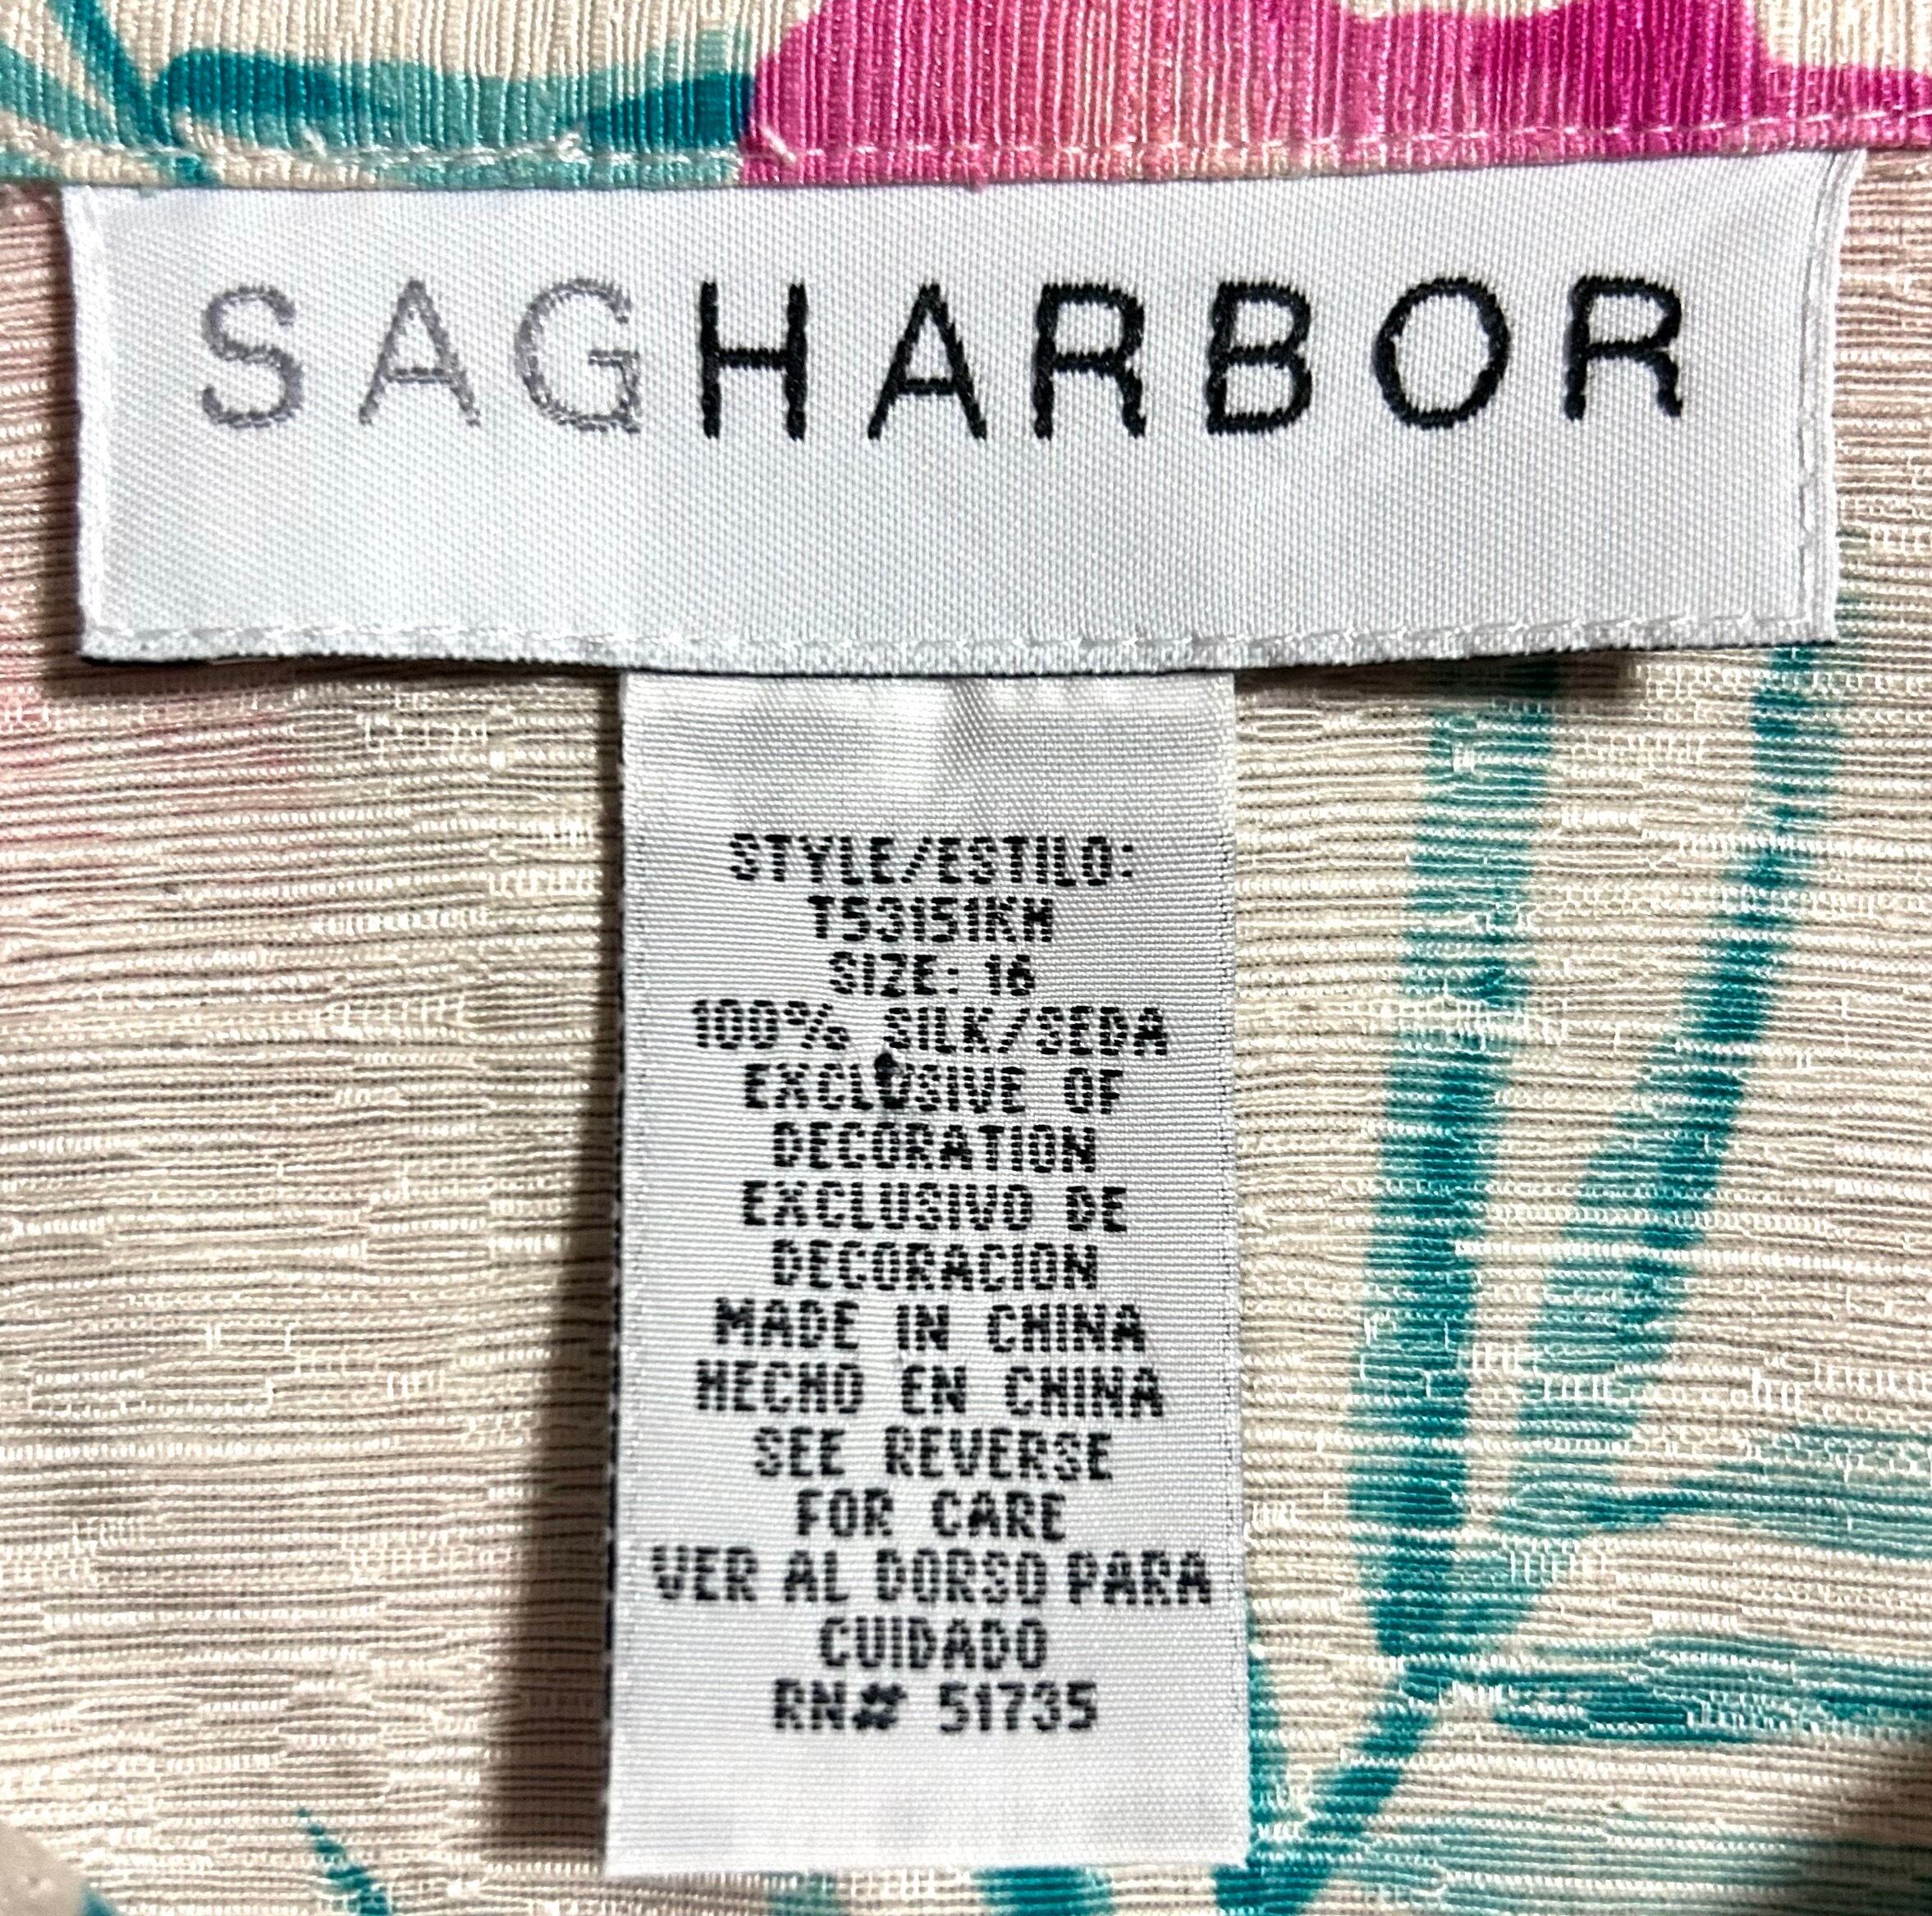 SAGHARBOR
STYLE/ESTILO:
T53151KH
SIZE: 16
100% SILK/SEDA
EXCLUSIVE OF
DECORATION
EXCLUSIVO DE
DECORACION
MADE IN CHINA
HECHO EN CHINA
SEE REVERSE
FOR CARE
VER AL DORSO PARA
CUIDADO
RN# 51735